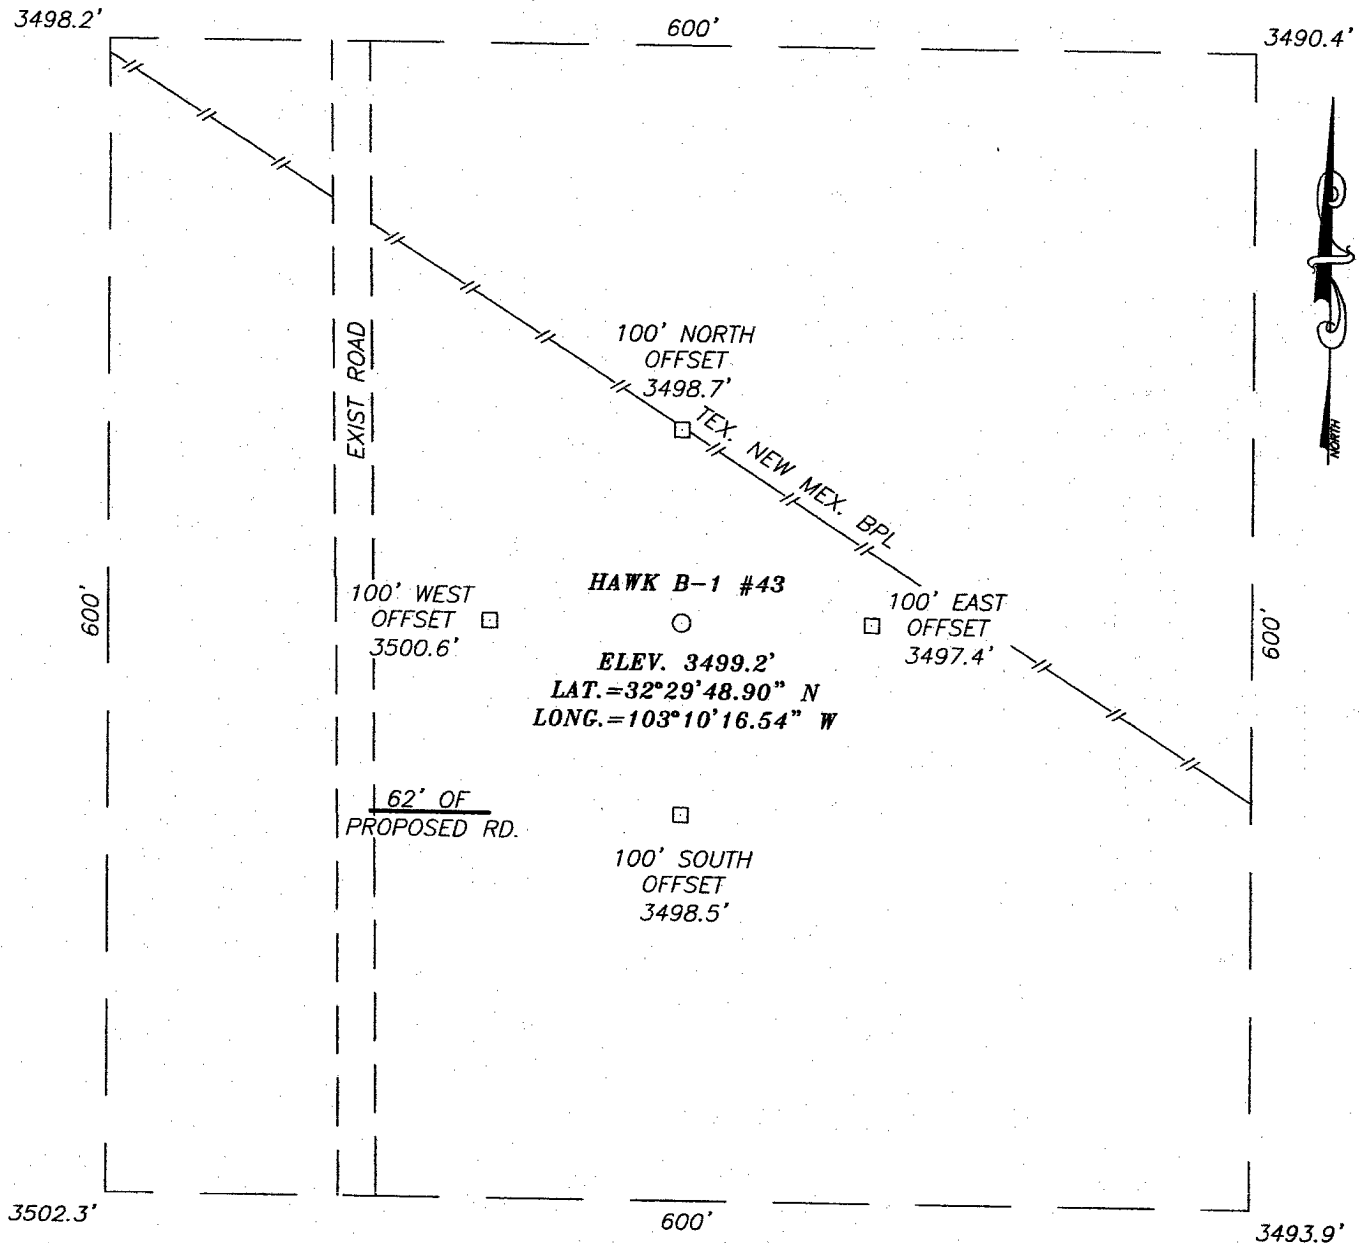 3498.2'
600'
3490.4'
NORTH
EXIST ROAD
100' NORTH
OFFSET
3498.7'
TEX. NEW MEX. BPL
600'
100' WEST
OFFSET
3500.6'
HAWK B-1 #43
100' EAST
OFFSET
3497.4'
600'
ELEV. 3499.2'
LAT.=32°29'48.90" N
LONG.=103°10'16.54" W
62' OF
PROPOSED RD.
100' SOUTH
OFFSET
3498.5'
3502.3'
600'
3493.9'